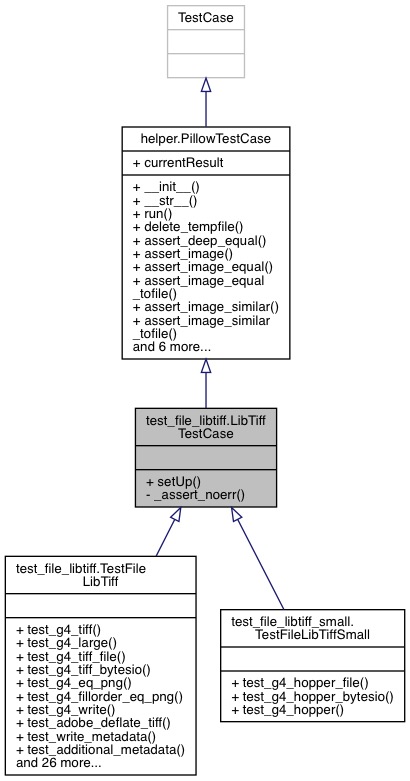 TestCase
helper.PillowTestCase
+ currentResult
+ __init__()
+ __str__()
+ run()
+ delete_tempfile()
+ assert_deep_equal()
+ assert_image()
+ assert_image_equal()
+ assert_image_equal
_tofile()
+ assert_image_similar()
+ assert_image_similar
_tofile()
and 6 more...
test_file_libtiff.LibTiff
TestCase
+ setUp()
- _assert_noerr()
test_file_libtiff.TestFile
LibTiff
+ test_g4_tiff()
+ test_g4_large()
+ test_g4_tiff_file()
+ test_g4_tiff_bytesio()
+ test_g4_eq_png()
+ test_g4_fillorder_eq_png()
+ test_g4_write()
+ test_adobe_deflate_tiff()
+ test_write_metadata()
+ test_additional_metadata()
and 26 more...
test_file_libtiff_small.
TestFileLibTiffSmall
+ test_g4_hopper_file()
+ test_g4_hopper_bytesio()
+ test_g4_hopper()